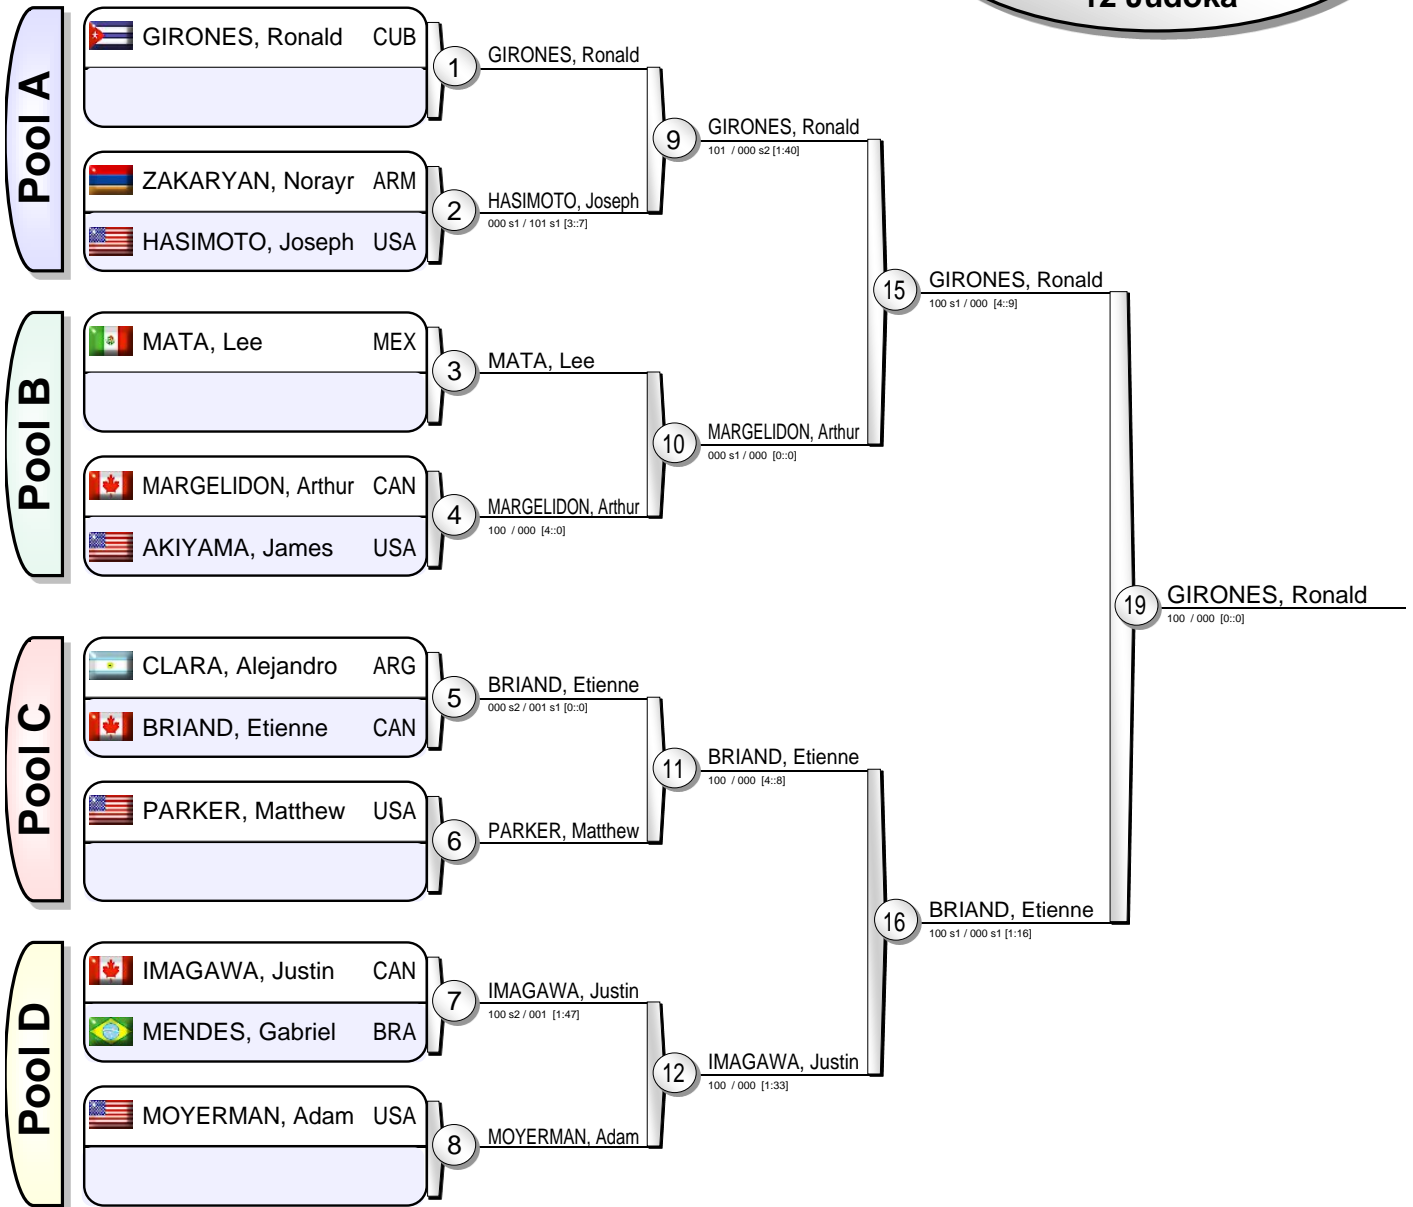 12 Judoka
Pool A
GIRONES, Ronald CUB
1
GIRONES, Ronald
ZAKARYAN, Norayr ARM
HASIMOTO, Joseph USA
2
HASIMOTO, Joseph
000 s1 / 101 s1 [3::7]
9
GIRONES, Ronald
101 / 000 s2 [1:40]
Pool B
MATA, Lee MEX
3
MATA, Lee
MARGELIDON, Arthur CAN
AKIYAMA, James USA
4
MARGELIDON, Arthur
100 / 000 [4::0]
10
MARGELIDON, Arthur
000 s1 / 000 [0::0]
15
GIRONES, Ronald
100 s1 / 000 [4::9]
Pool C
CLARA, Alejandro ARG
BRIAND, Etienne CAN
5
BRIAND, Etienne
000 s2 / 001 s1 [0::0]
PARKER, Matthew USA
6
PARKER, Matthew
11
BRIAND, Etienne
100 / 000 [4::8]
Pool D
IMAGAWA, Justin CAN
MENDES, Gabriel BRA
7
IMAGAWA, Justin
100 s2 / 001 [1:47]
MOYERMAN, Adam USA
8
MOYERMAN, Adam
12
IMAGAWA, Justin
100 / 000 [1:33]
16
BRIAND, Etienne
100 s1 / 000 s1 [1:16]
19
GIRONES, Ronald
100 / 000 [0::0]